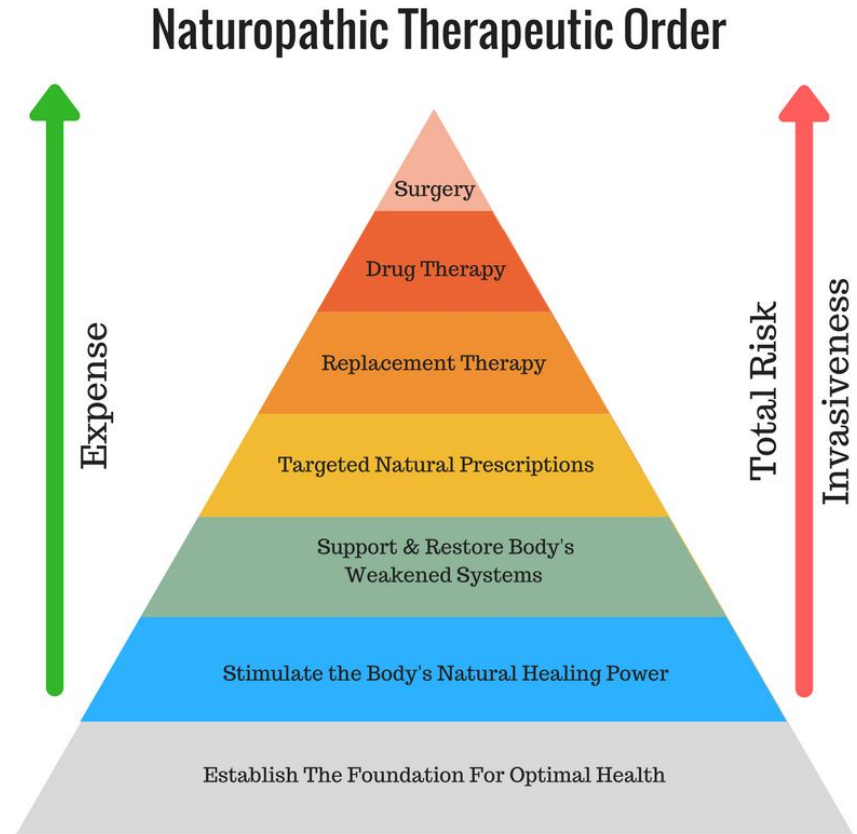 Naturopathic Therapeutic Order
Surgery
Drug Therapy
Replacement Therapy
Targeted Natural Prescriptions
Support & Restore Body's
Weakened Systems
Stimulate the Body's Natural Healing Power
Establish The Foundation For Optimal Health
Expense
Total Risk
Invasiveness